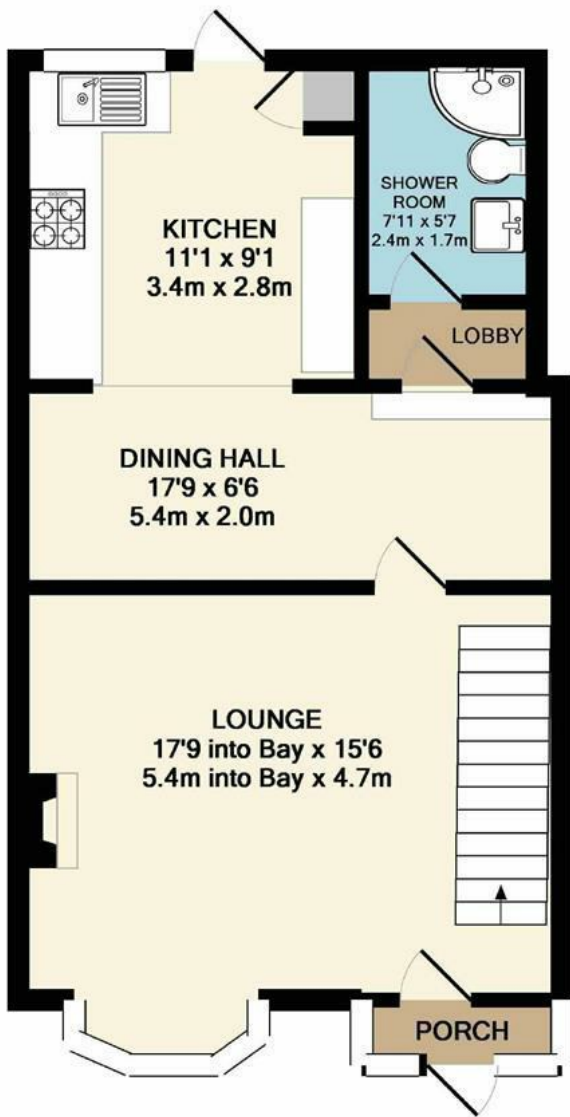 KITCHEN
11'1 x 9'1
3.4m x 2.8m
SHOWER
ROOM
7'11 x 5'7
2.4m x 1.7m
LOBBY
DINING HALL
17'9 x 6'6
5.4m x 2.0m
LOUNGE
17'9 into Bay x 15'6
5.4m into Bay x 4.7m
PORCH